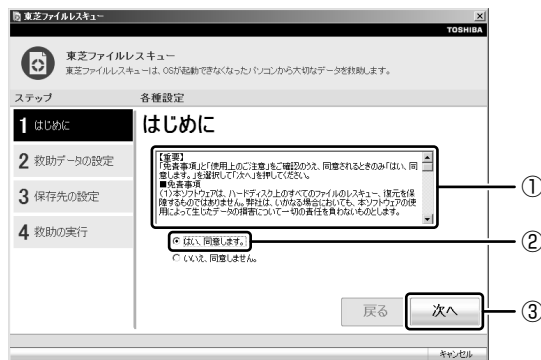 東芝ファイルレスキュー
TOSHIBA
東芝ファイルレスキュー
東芝ファイルレスキューは、OSが起動できなくなったパソコンから大切なデータを救助します。
ステップ
各種設定
1 はじめに
はじめに
2 救助データの設定
3 保存先の設定
4 救助の実行
【重要】
「免責事項」と「使用上のご注意」をご確認のうえ、同意されるときのみ「はい、同
意します。」を選択して「次へ」を押してください。
■免責事項
(1)本ソフトウェアは、ハードディスク上のすべてのファイルのレスキュー、復元を保
障するものではありません。弊社は、いかなる場合においても、本ソフトウェアの使
用によって生じたデータの損害について一切の責任を負わないものとします。
①
はい、同意します。
②
いいえ、同意しません。
戻る
次へ
③
キャンセル